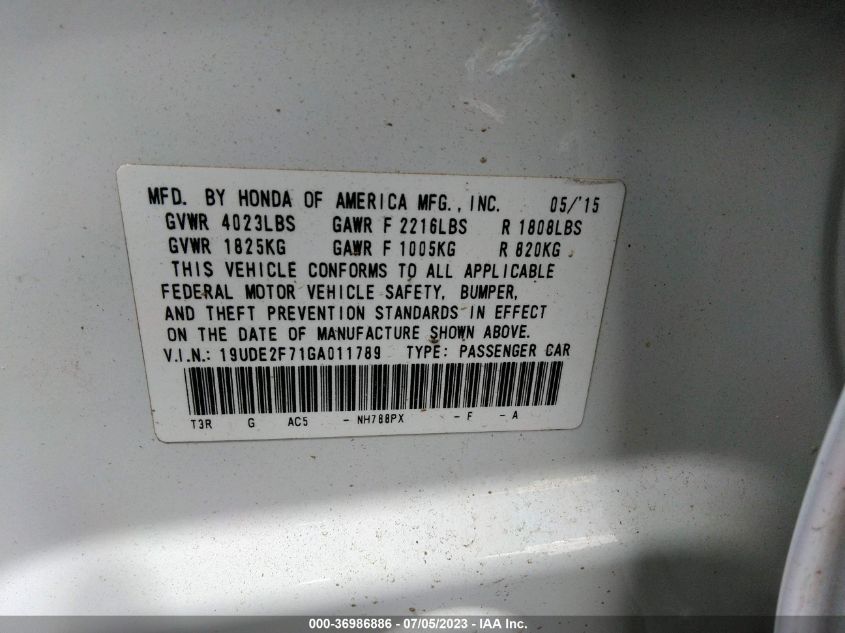 MFD. BY HONDA OF AMERICA MFG., INC. 05/'15
GVWR 4023LBS GAWR F 2216LBS R 1808LBS
GVWR 1825KG GAWR F 1005KG R 820KG
THIS VEHICLE CONFORMS TO ALL APPLICABLE
FEDERAL MOTOR VEHICLE SAFETY, BUMPER,
AND THEFT PREVENTION STANDARDS IN EFFECT
ON THE DATE OF MANUFACTURE SHOWN ABOVE.
V.I.N.: 19UDE2F71GA011789 TYPE: PASSENGER CAR
T3R G AC5 - NH788PX - F - A
000-36986886 - 07/05/2023 - IAA Inc.